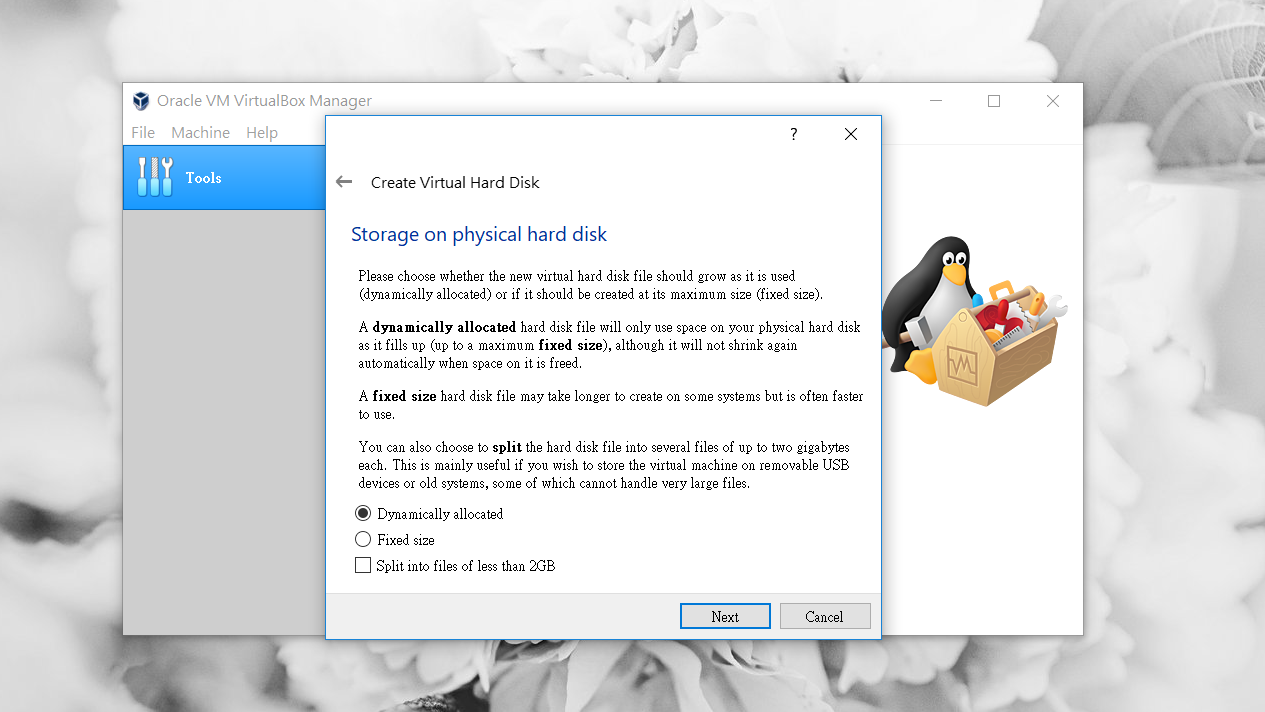 Oracle VM VirtualBox Manager
File Machine Help
Tools
?
Create Virtual Hard Disk
Storage on physical hard disk
Please choose whether the new virtual hard disk file should grow as it is used
(dynamically allocated) or if it should be created at its maximum size (fixed size).
A dynamically allocated hard disk file will only use space on your physical hard disk
as it fills up (up to a maximum fixed size), although it will not shrink again
automatically when space on it is freed.
A fixed size hard disk file may take longer to create on some systems but is often faster
to use.
You can also choose to split the hard disk file into several files of up to two gigabytes
each. This is mainly useful if you wish to store the virtual machine on removable USB
devices or old systems, some of which cannot handle very large files.
Dynamically allocated
Fixed size
Split into files of less than 2GB
Next Cancel